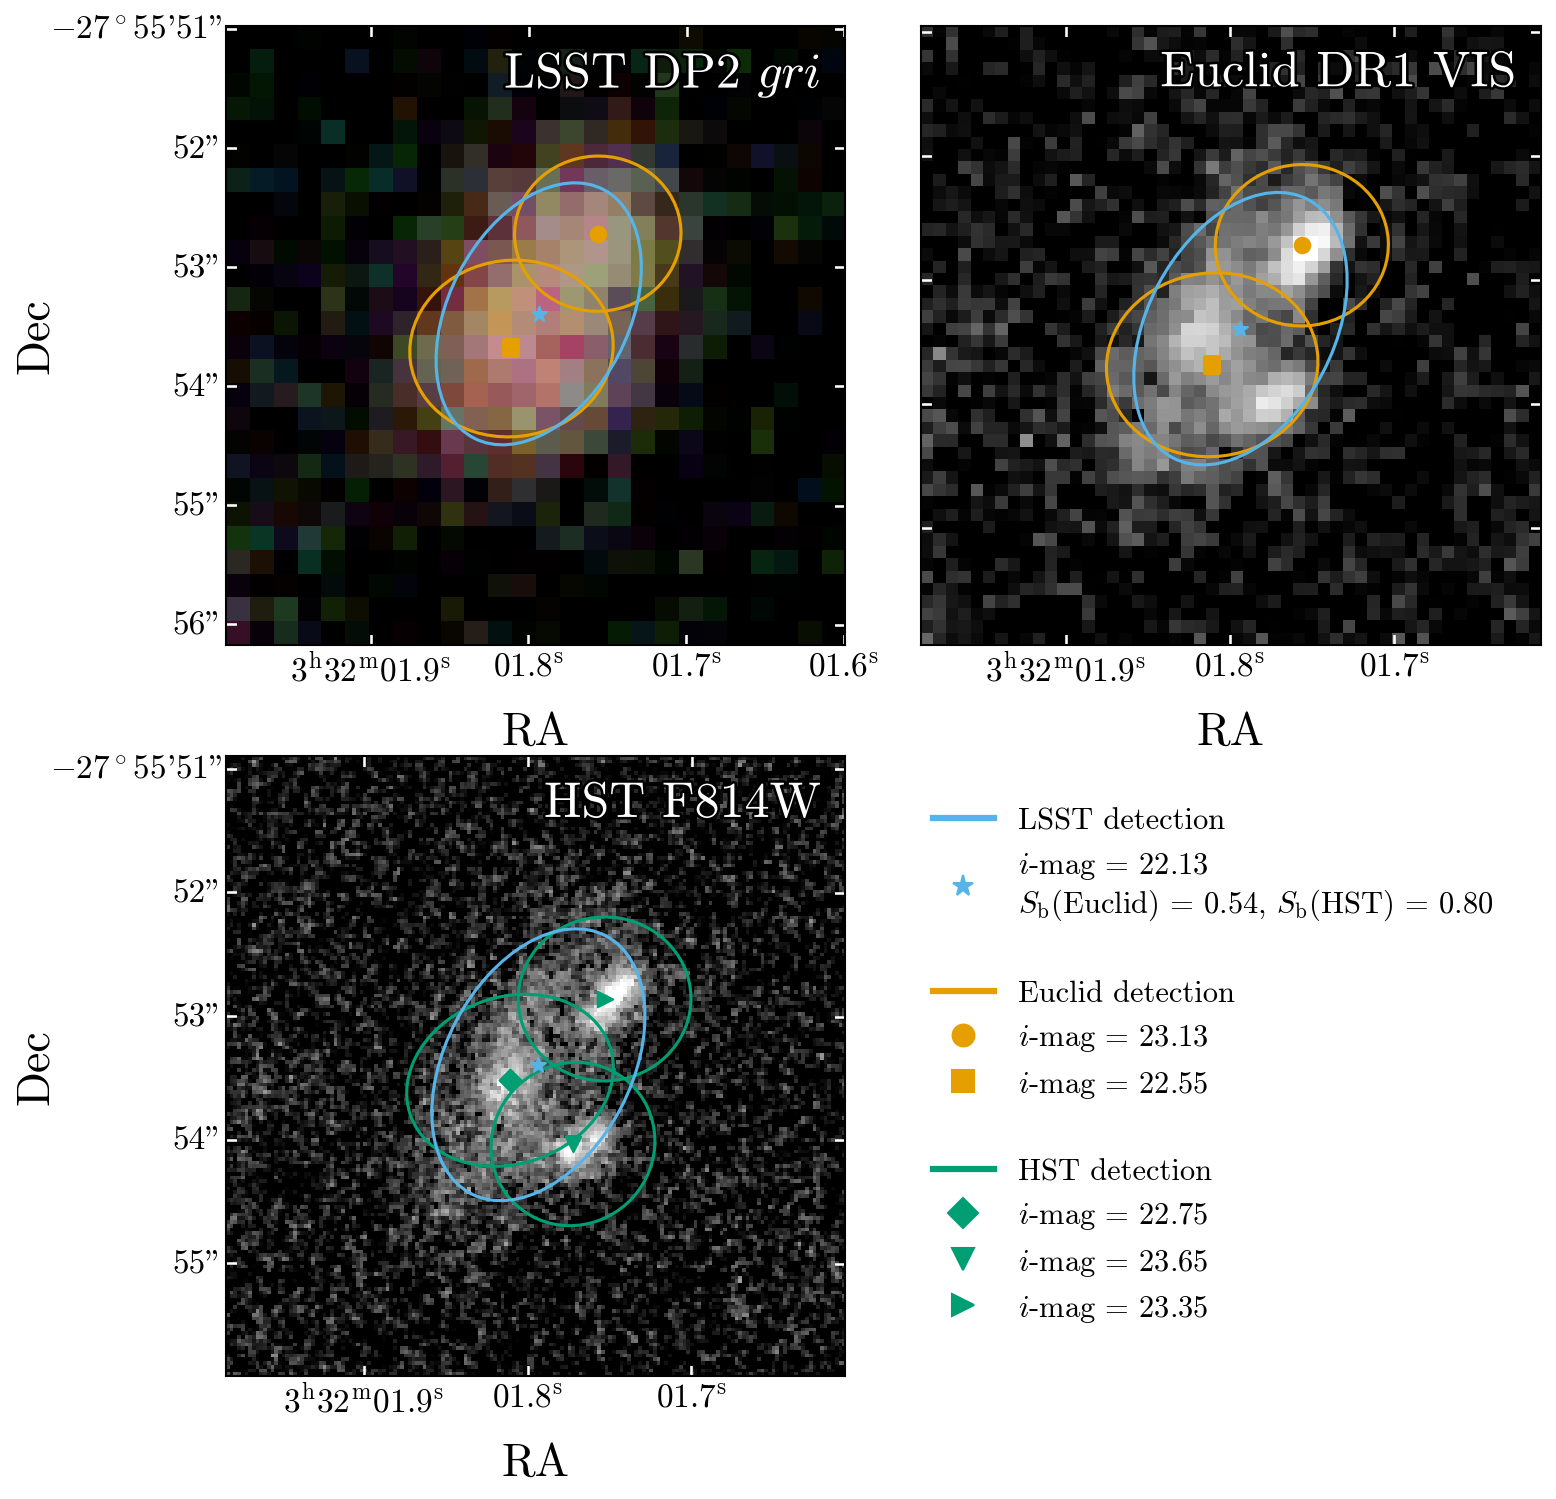 LSST DP2 gri
Euclid DR1 VIS
−27°55’51”
52”
53”
54”
55”
56”
Dec
3ʰ32ᵐ01.9ˢ 01.8ˢ 01.7ˢ 01.6ˢ
RA
3ʰ32ᵐ01.9ˢ 01.8ˢ 01.7ˢ
RA
HST F814W
−27°55’51”
52”
53”
54”
55”
Dec
3ʰ32ᵐ01.9ˢ 01.8ˢ 01.7ˢ
RA
LSST detection
i-mag = 22.13
S_b(Euclid) = 0.54, S_b(HST) = 0.80
Euclid detection
i-mag = 23.13
i-mag = 22.55
HST detection
i-mag = 22.75
i-mag = 23.65
i-mag = 23.35